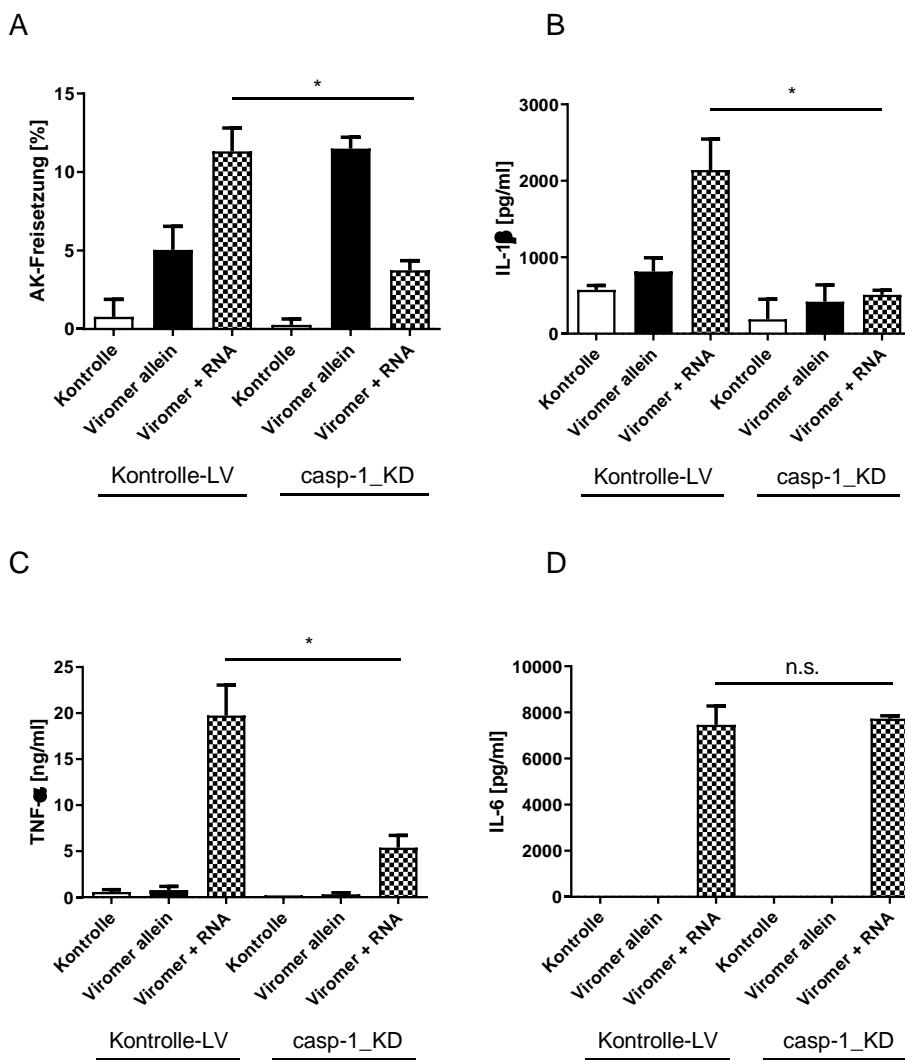 A
AK-Freisetzung [%]
15
10
5
0
*
Kontrolle
Viromer allein
Viromer + RNA
Kontrolle
Viromer allein
Viromer + RNA
Kontrolle-LV
casp-1_KD
B
IL-1β [pg/ml]
3000
2000
1000
0
*
Kontrolle
Viromer allein
Viromer + RNA
Kontrolle
Viromer allein
Viromer + RNA
Kontrolle-LV
casp-1_KD
C
TNF-α [ng/ml]
25
20
15
10
5
0
*
Kontrolle
Viromer allein
Viromer + RNA
Kontrolle
Viromer allein
Viromer + RNA
Kontrolle-LV
casp-1_KD
D
IL-6 [pg/ml]
10000
8000
6000
4000
2000
0
n.s.
Kontrolle
Viromer allein
Viromer + RNA
Kontrolle
Viromer allein
Viromer + RNA
Kontrolle-LV
casp-1_KD